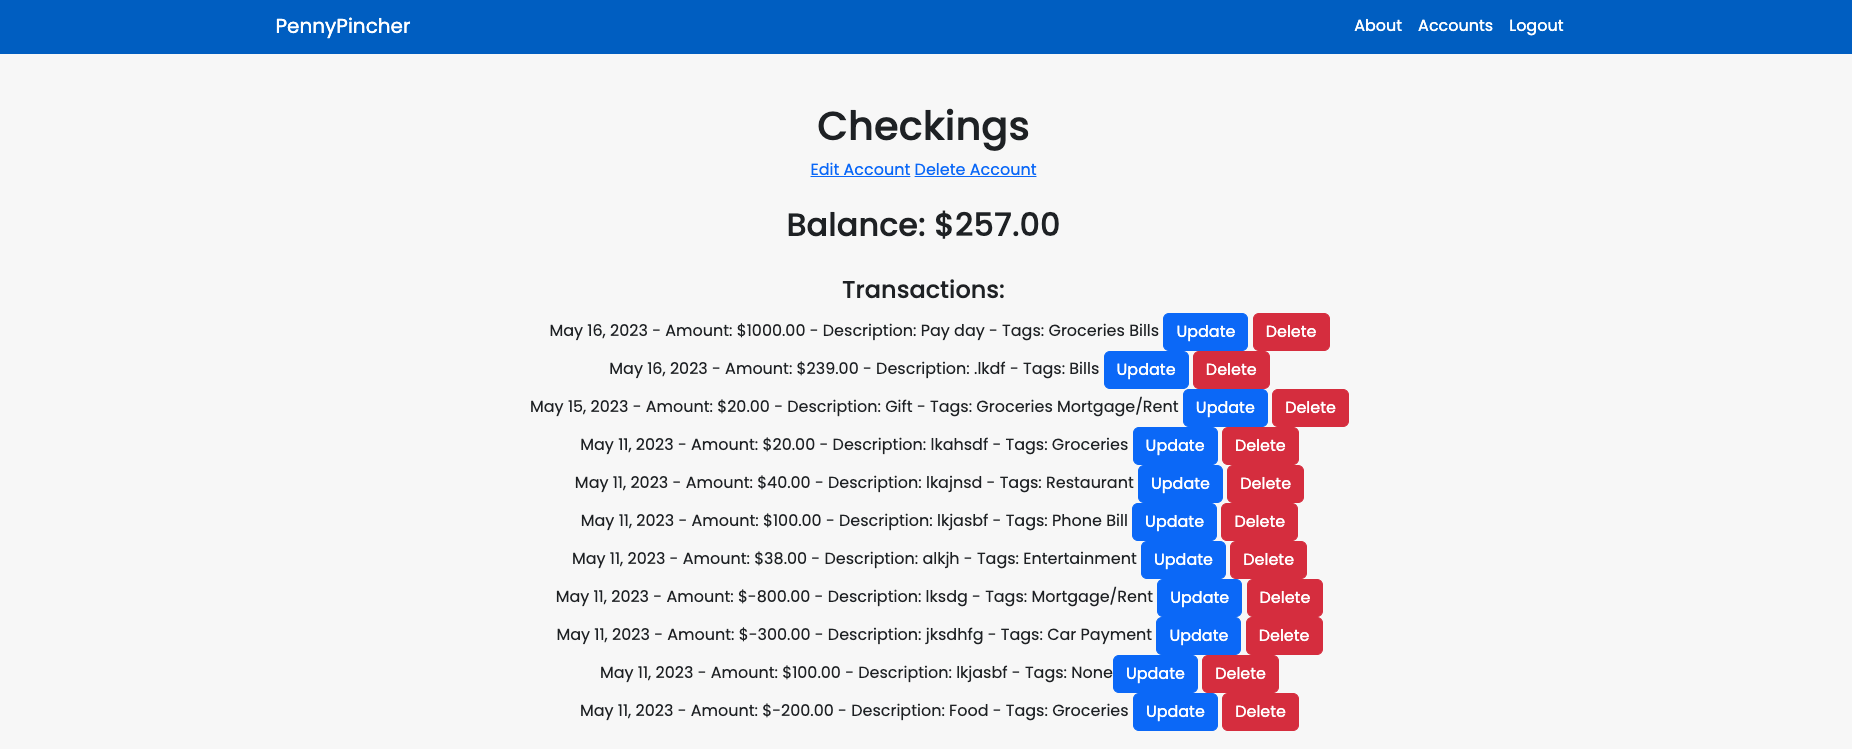 PennyPincher About Accounts Logout
Checkings
Edit Account Delete Account
Balance: $257.00
Transactions:
May 16, 2023 - Amount: $1000.00 - Description: Pay day - Tags: Groceries Bills Update Delete
May 16, 2023 - Amount: $239.00 - Description: .lkdf - Tags: Bills Update Delete
May 15, 2023 - Amount: $20.00 - Description: Gift - Tags: Groceries Mortgage/Rent Update Delete
May 11, 2023 - Amount: $20.00 - Description: lkahsdf - Tags: Groceries Update Delete
May 11, 2023 - Amount: $40.00 - Description: lkajnsd - Tags: Restaurant Update Delete
May 11, 2023 - Amount: $100.00 - Description: lkjasbf - Tags: Phone Bill Update Delete
May 11, 2023 - Amount: $38.00 - Description: alkjh - Tags: Entertainment Update Delete
May 11, 2023 - Amount: $-800.00 - Description: lksdg - Tags: Mortgage/Rent Update Delete
May 11, 2023 - Amount: $-300.00 - Description: jksdhfg - Tags: Car Payment Update Delete
May 11, 2023 - Amount: $100.00 - Description: lkjasbf - Tags: None Update Delete
May 11, 2023 - Amount: $-200.00 - Description: Food - Tags: Groceries Update Delete